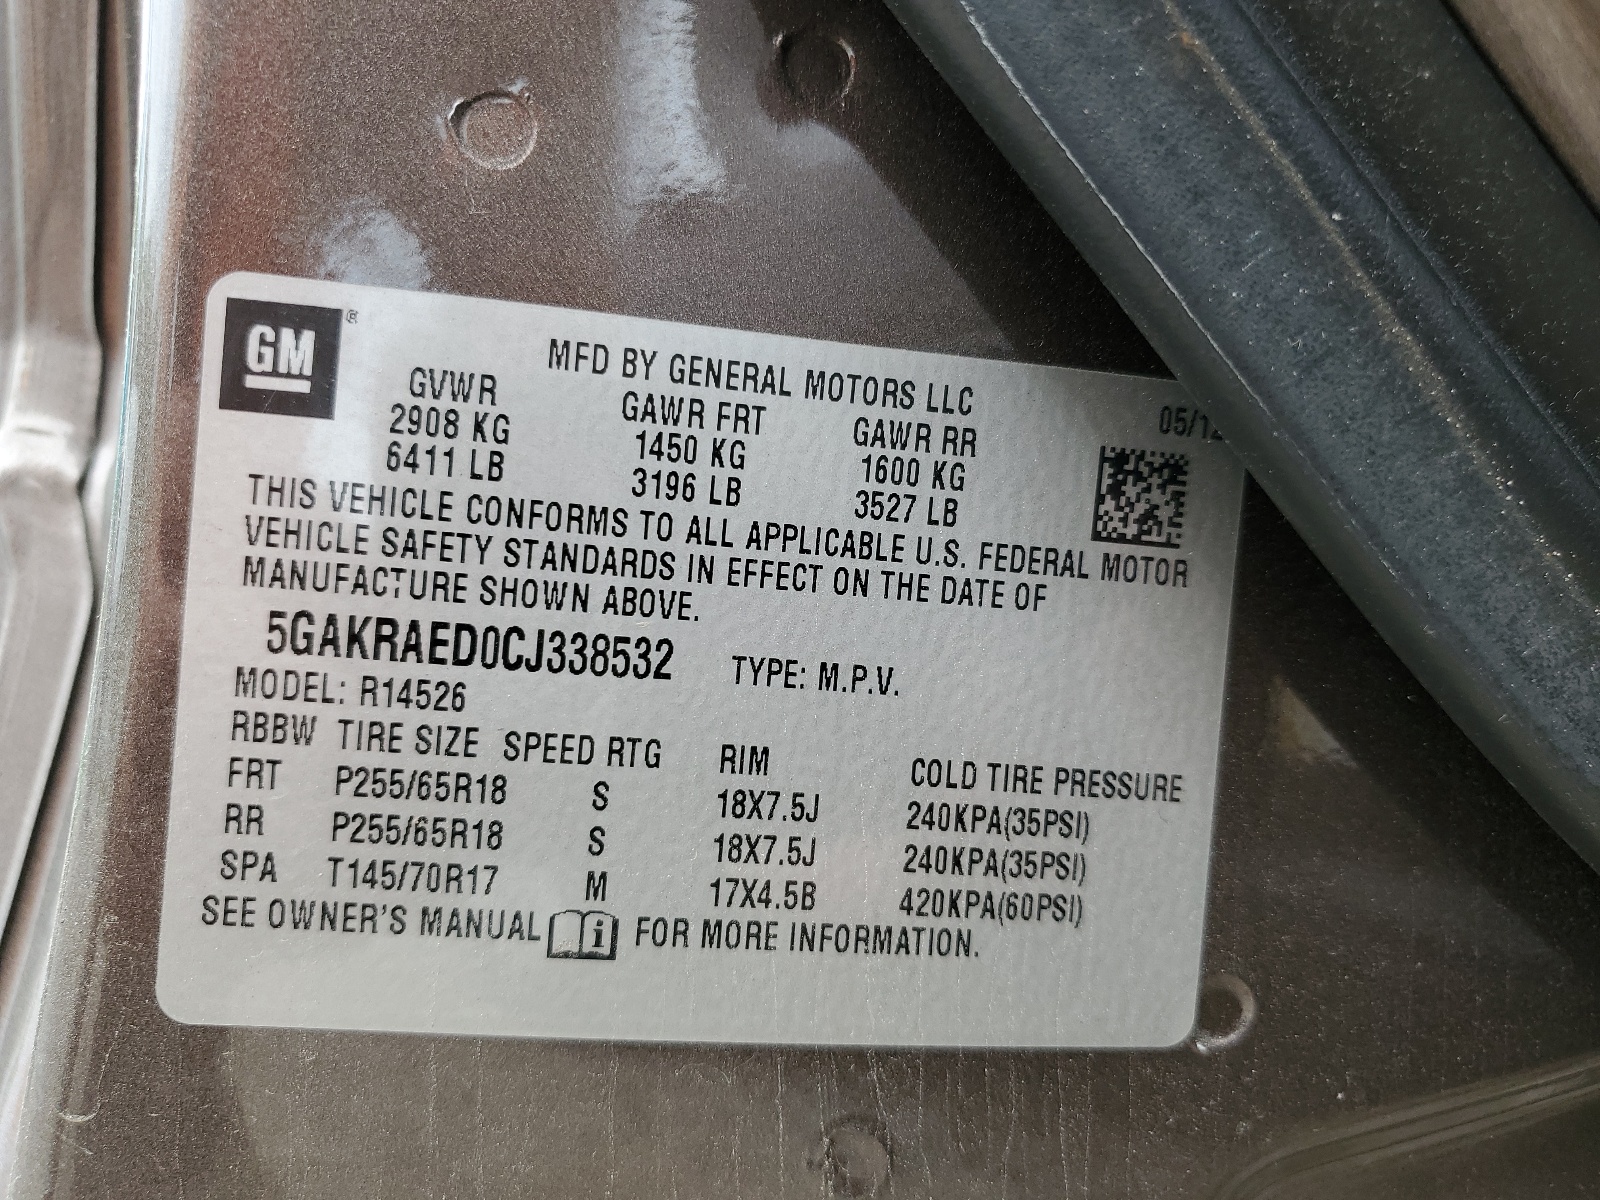 GM ®
MFD BY GENERAL MOTORS LLC
05/12
GVWR GAWR FRT GAWR RR
2908 KG 1450 KG 1600 KG
6411 LB 3196 LB 3527 LB
THIS VEHICLE CONFORMS TO ALL APPLICABLE U.S. FEDERAL MOTOR
VEHICLE SAFETY STANDARDS IN EFFECT ON THE DATE OF
MANUFACTURE SHOWN ABOVE.
5GAKRAED0CJ338532 TYPE: M.P.V.
MODEL: R14526
RBBW TIRE SIZE SPEED RTG RIM COLD TIRE PRESSURE
FRT P255/65R18 S 18X7.5J 240KPA(35PSI)
RR P255/65R18 S 18X7.5J 240KPA(35PSI)
SPA T145/70R17 M 17X4.5B 420KPA(60PSI)
SEE OWNER'S MANUAL i FOR MORE INFORMATION.